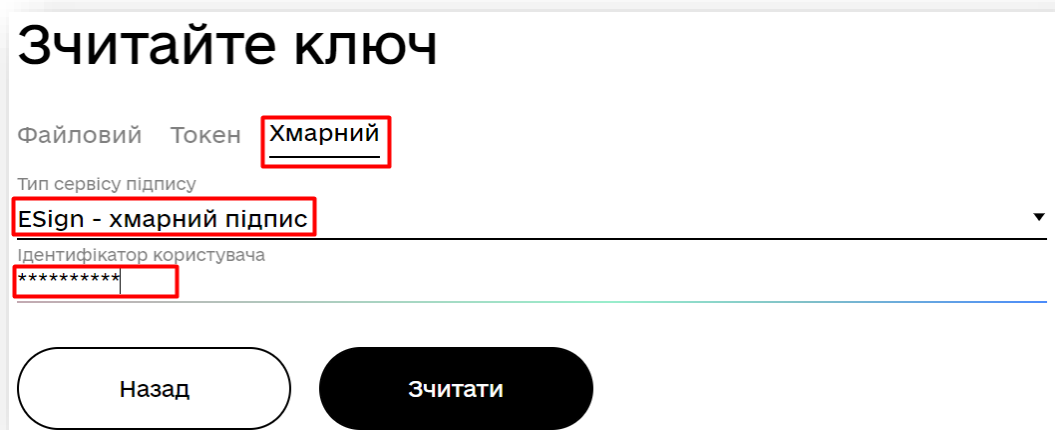 Зчитайте ключ
Файловий Токен Хмарний
Тип сервісу підпису
ESign - хмарний підпис
Ідентифікатор користувача
**********
Назад Зчитати